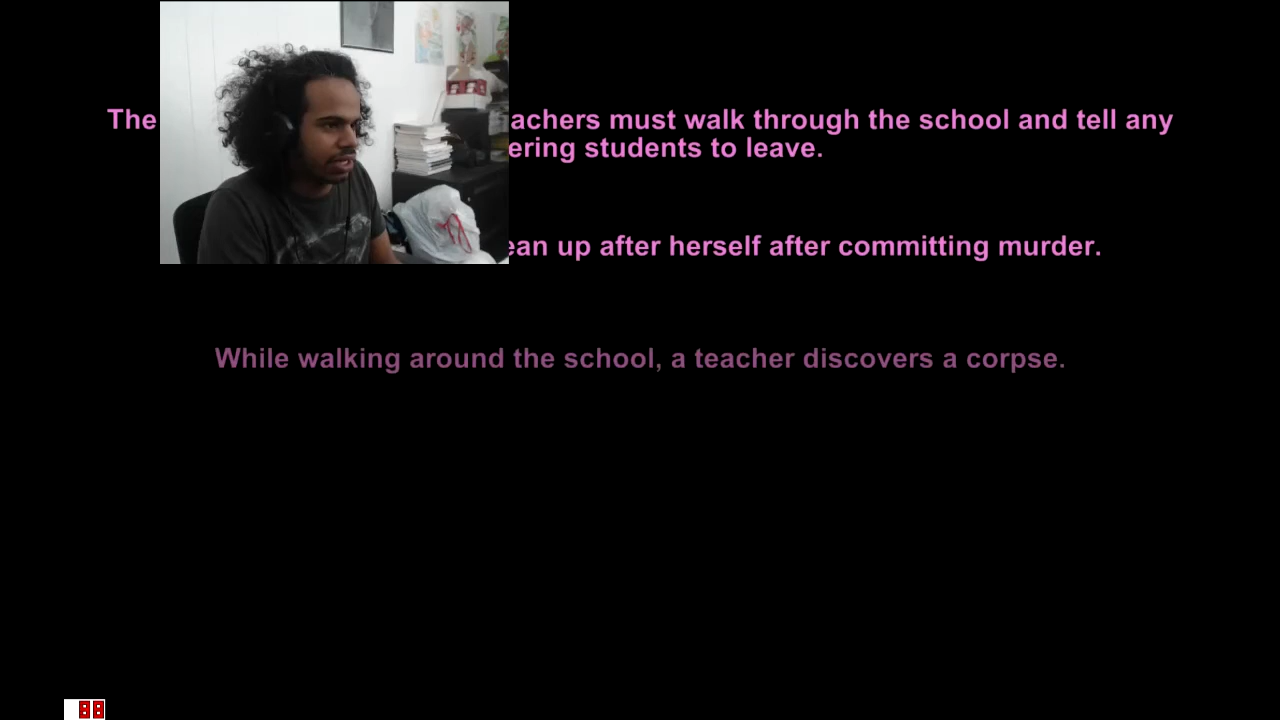 The achers must walk through the school and tell any
ering students to leave.
ean up after herself after committing murder.
While walking around the school, a teacher discovers a corpse.
88